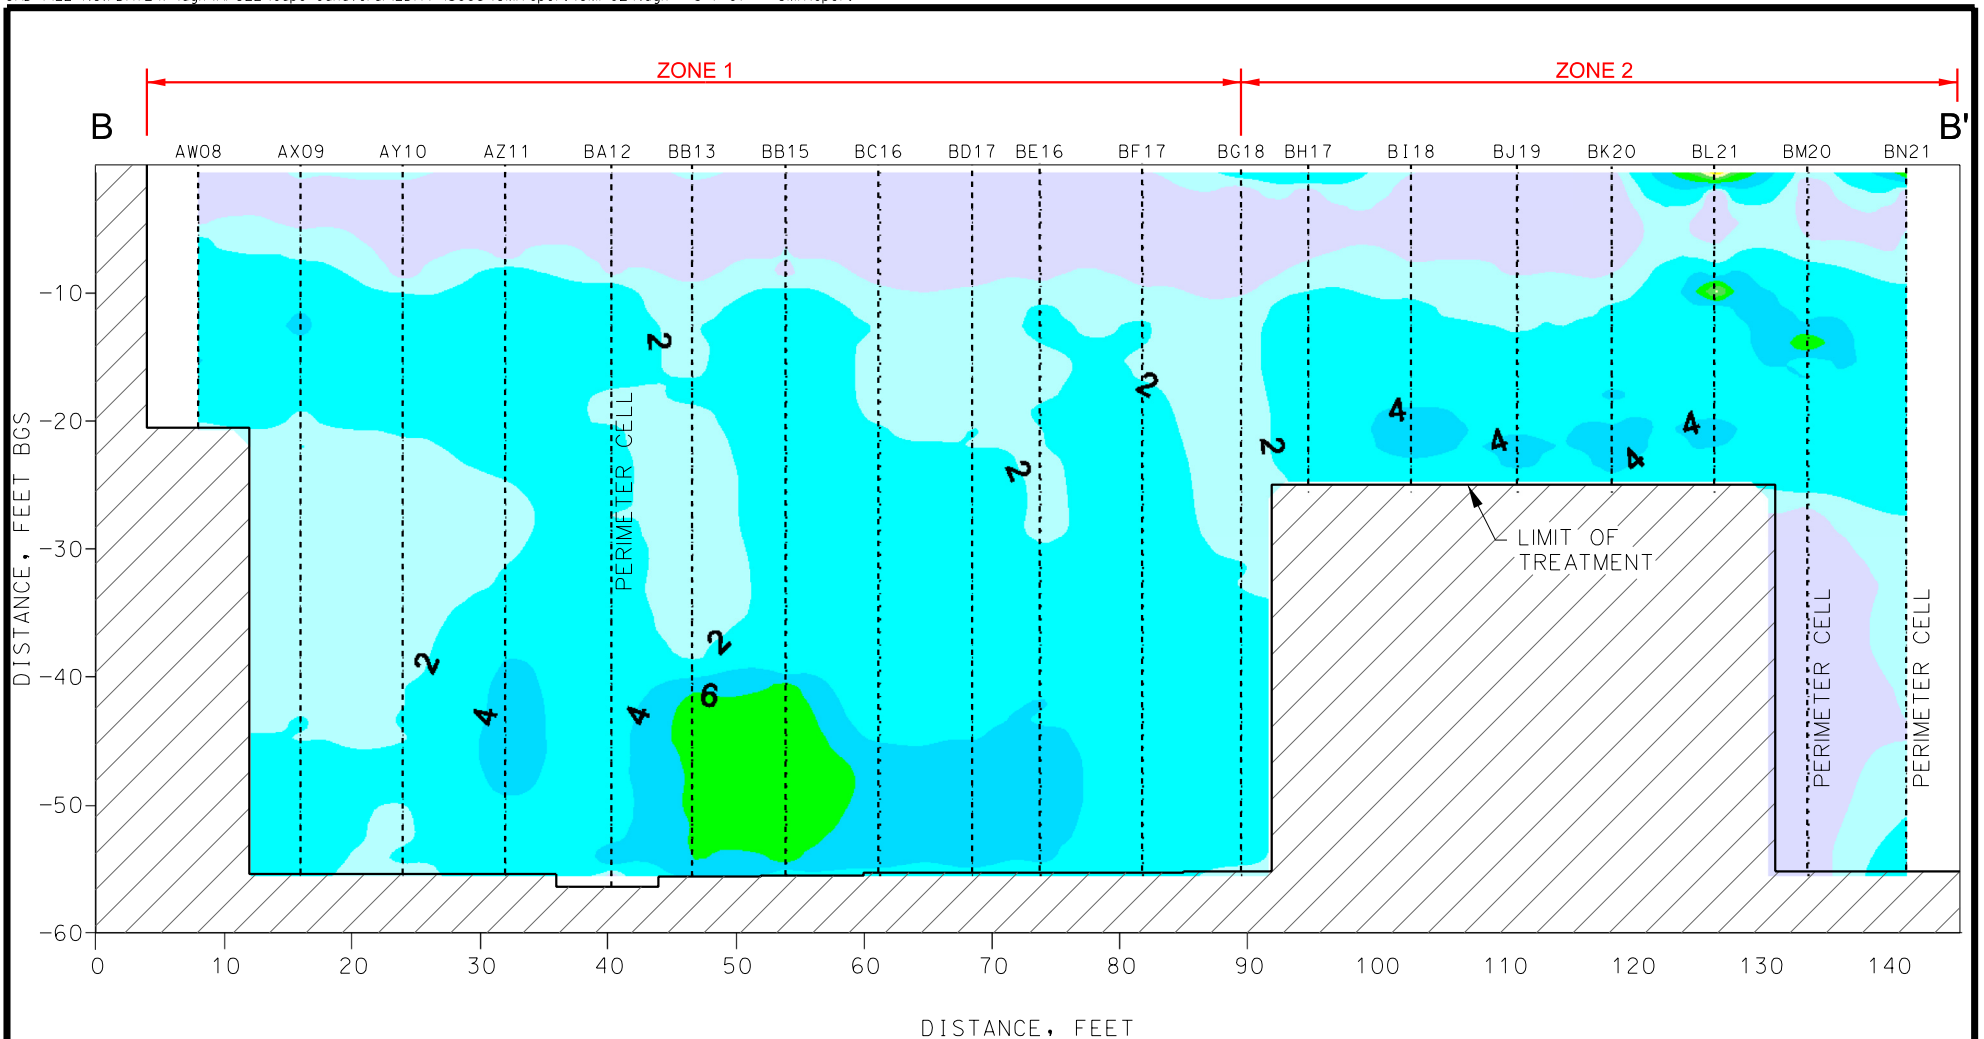 ZONE 1 ZONE 2
B B'
AW08 AX09 AY10 AZ11 BA12 BB13 BB15 BC16 BD17 BE16 BF17 BG18 BH17 BI18 BJ19 BK20 BL21 BM20 BN21
-10
-20
-30
-40
-50
-60
DISTANCE, FEET BGS
2
2
2
2
2
2
4
4
4
4
4
4
6
PERIMETER CELL
LIMIT OF
TREATMENT
PERIMETER CELL
PERIMETER CELL
0 10 20 30 40 50 60 70 80 90 100 110 120 130 140
DISTANCE, FEET